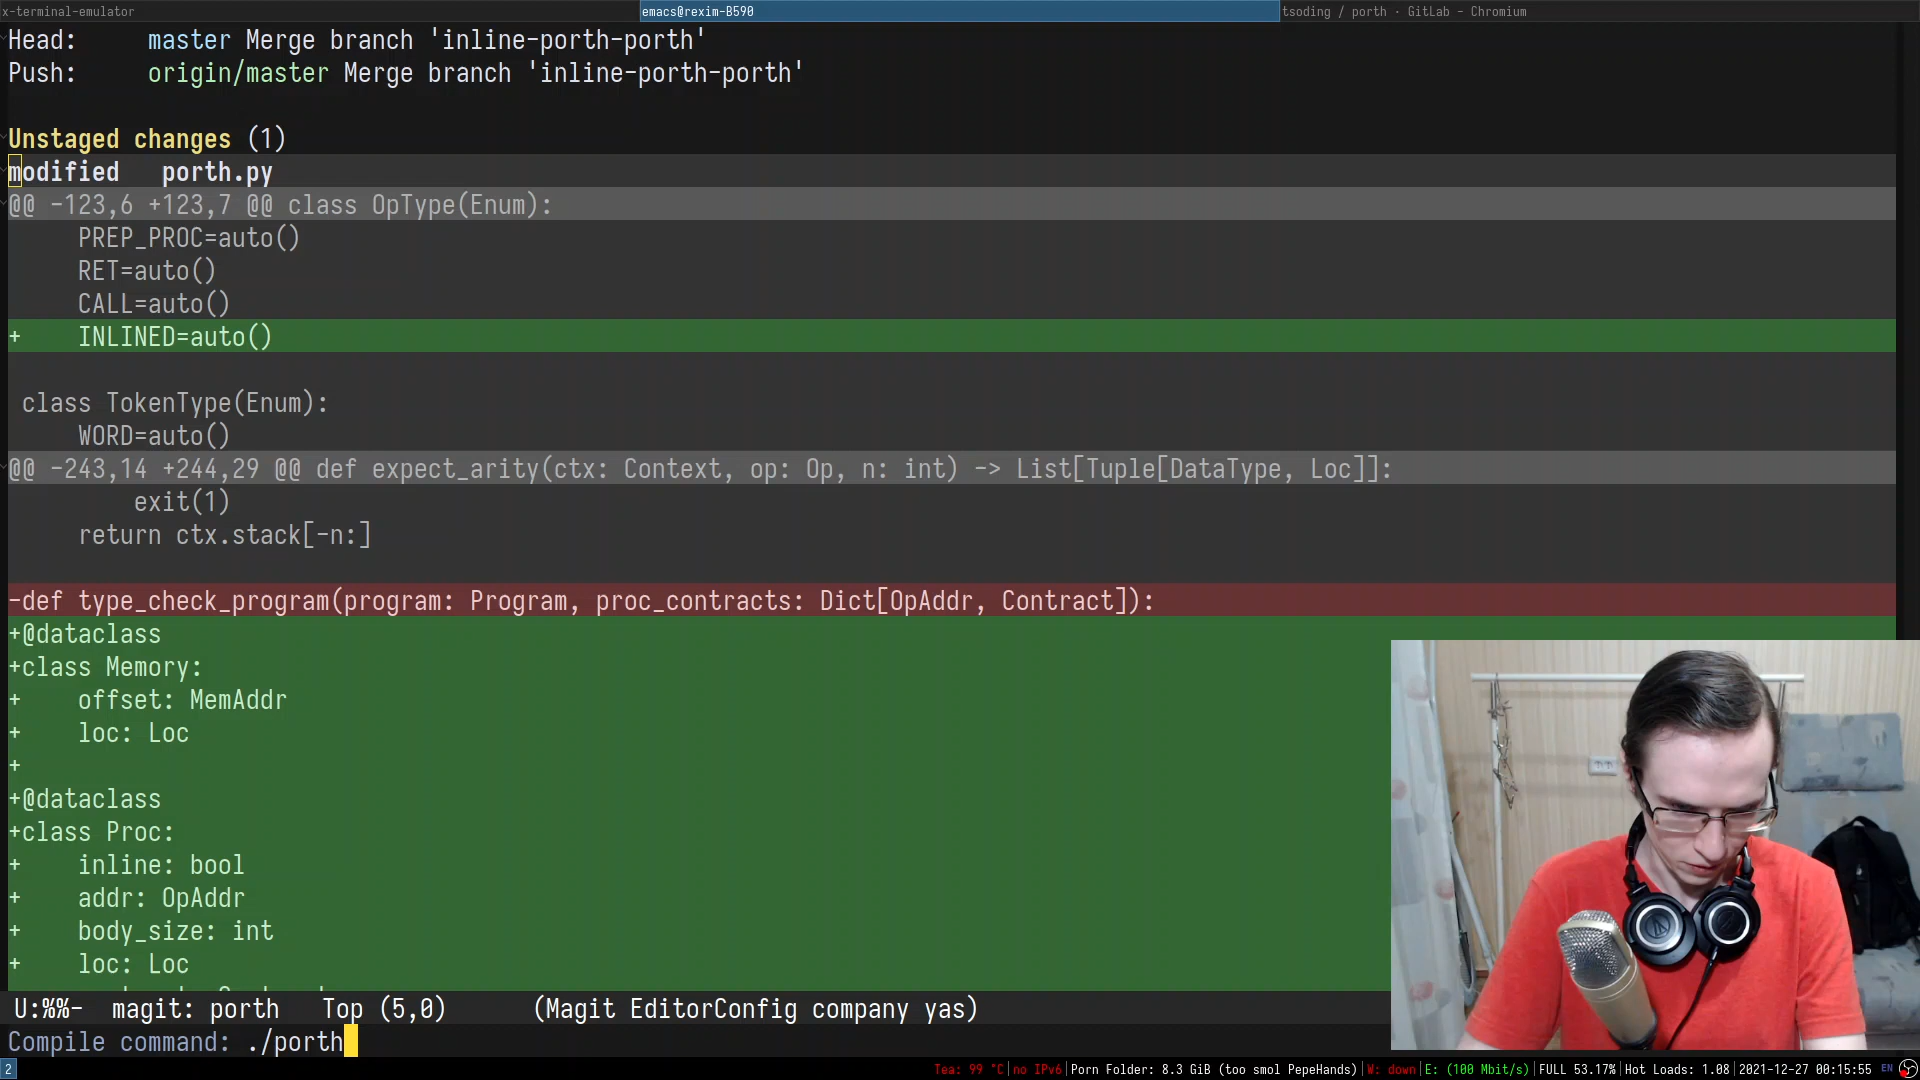 x-terminal-emulator
emacs@rexim-B590
tsoding / porth · GitLab - Chromium
Head:     master Merge branch 'inline-porth-porth'
Push:     origin/master Merge branch 'inline-porth-porth'
Unstaged changes (1)
modified   porth.py
@@ -123,6 +123,7 @@ class OpType(Enum):
     PREP_PROC=auto()
     RET=auto()
     CALL=auto()
+    INLINED=auto()
 class TokenType(Enum):
     WORD=auto()
@@ -243,14 +244,29 @@ def expect_arity(ctx: Context, op: Op, n: int) -> List[Tuple[DataType, Loc]]:
         exit(1)
     return ctx.stack[-n:]
-def type_check_program(program: Program, proc_contracts: Dict[OpAddr, Contract]):
+@dataclass
+class Memory:
+    offset: MemAddr
+    loc: Loc
+
+@dataclass
+class Proc:
+    inline: bool
+    addr: OpAddr
+    body_size: int
+    loc: Loc
U:%%-  magit: porth   Top (5,0)     (Magit EditorConfig company yas)
Compile command: ./porth
2
Tea: 99 °C|no IPv6|Porn Folder: 8.3 GiB (too smol PepeHands)|W: down|E: (100 Mbit/s)|FULL 53.17%|Hot Loads: 1.08|2021-12-27 00:15:55
EN